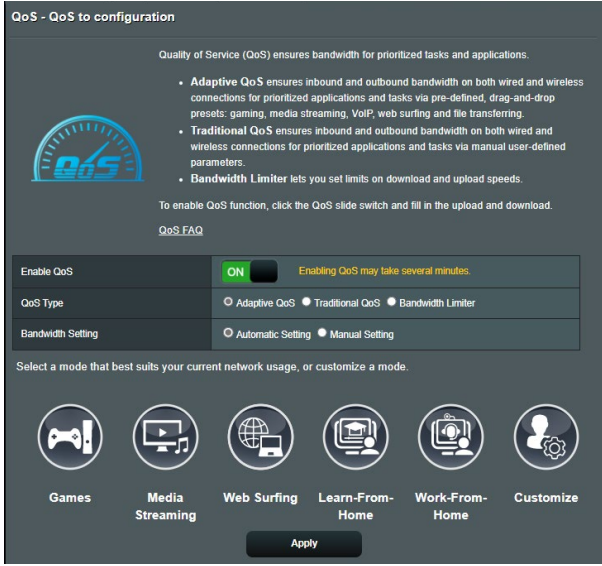 QoS - QoS to configuration
Quality of Service (QoS) ensures bandwidth for prioritized tasks and applications.
• Adaptive QoS ensures inbound and outbound bandwidth on both wired and wireless
connections for prioritized applications and tasks via pre-defined, drag-and-drop
presets: gaming, media streaming, VoIP, web surfing and file transferring.
• Traditional QoS ensures inbound and outbound bandwidth on both wired and
wireless connections for prioritized applications and tasks via manual user-defined
parameters.
• Bandwidth Limiter lets you set limits on download and upload speeds.
QoS
To enable QoS function, click the QoS slide switch and fill in the upload and download.
QoS FAQ
Enable QoS ON Enabling QoS may take several minutes.
QoS Type Adaptive QoS Traditional QoS Bandwidth Limiter
Bandwidth Setting Automatic Setting Manual Setting
Select a mode that best suits your current network usage, or customize a mode.
Games Media Web Surfing Learn-From- Work-From- Customize
Streaming Home Home
Apply